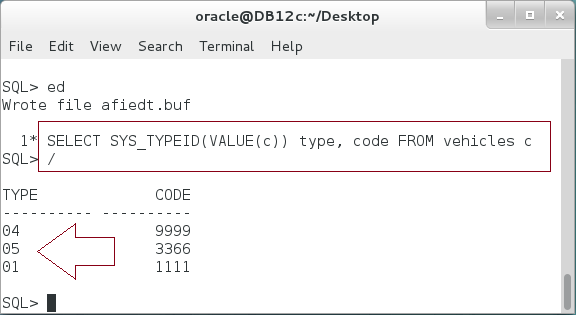 oracle@DB12c:~/Desktop
File Edit View Search Terminal Help
SQL> ed
Wrote file afiedt.buf
1* SELECT SYS_TYPEID(VALUE(c)) type, code FROM vehicles c
SQL> /
TYPE CODE
---------- ----------
04 9999
05 3366
01 1111
SQL>